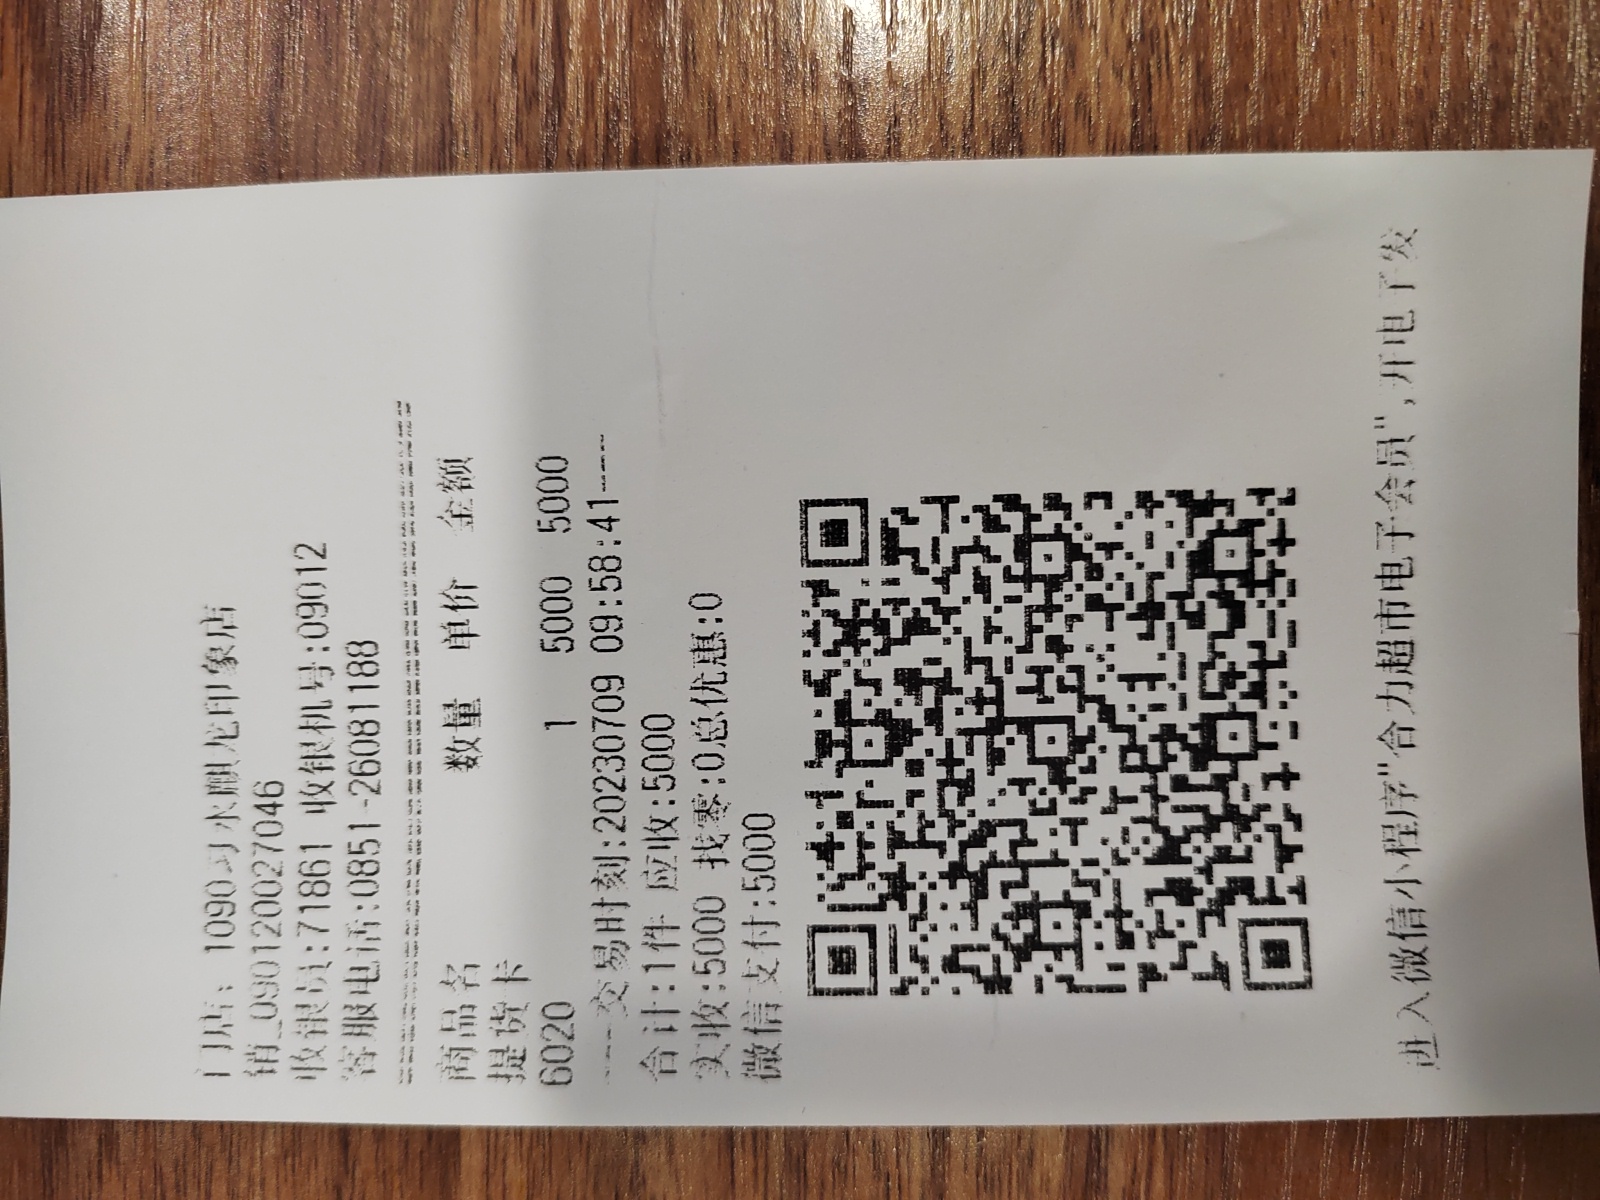 门店: 1090习水麒龙印象店
销_0901200270​46
收银员:71861 收银机号:09012
客服电话:0851-26081188
商品名 数量 单价 金额
提货卡
6020 1 5000 5000
----交易时刻:20230709 09:58:41----
合计:1件 应收:5000
实收:5000 找零:0总优惠:0
微信支付:5000
进入微信小程序"合力超市电子会员",开电子发